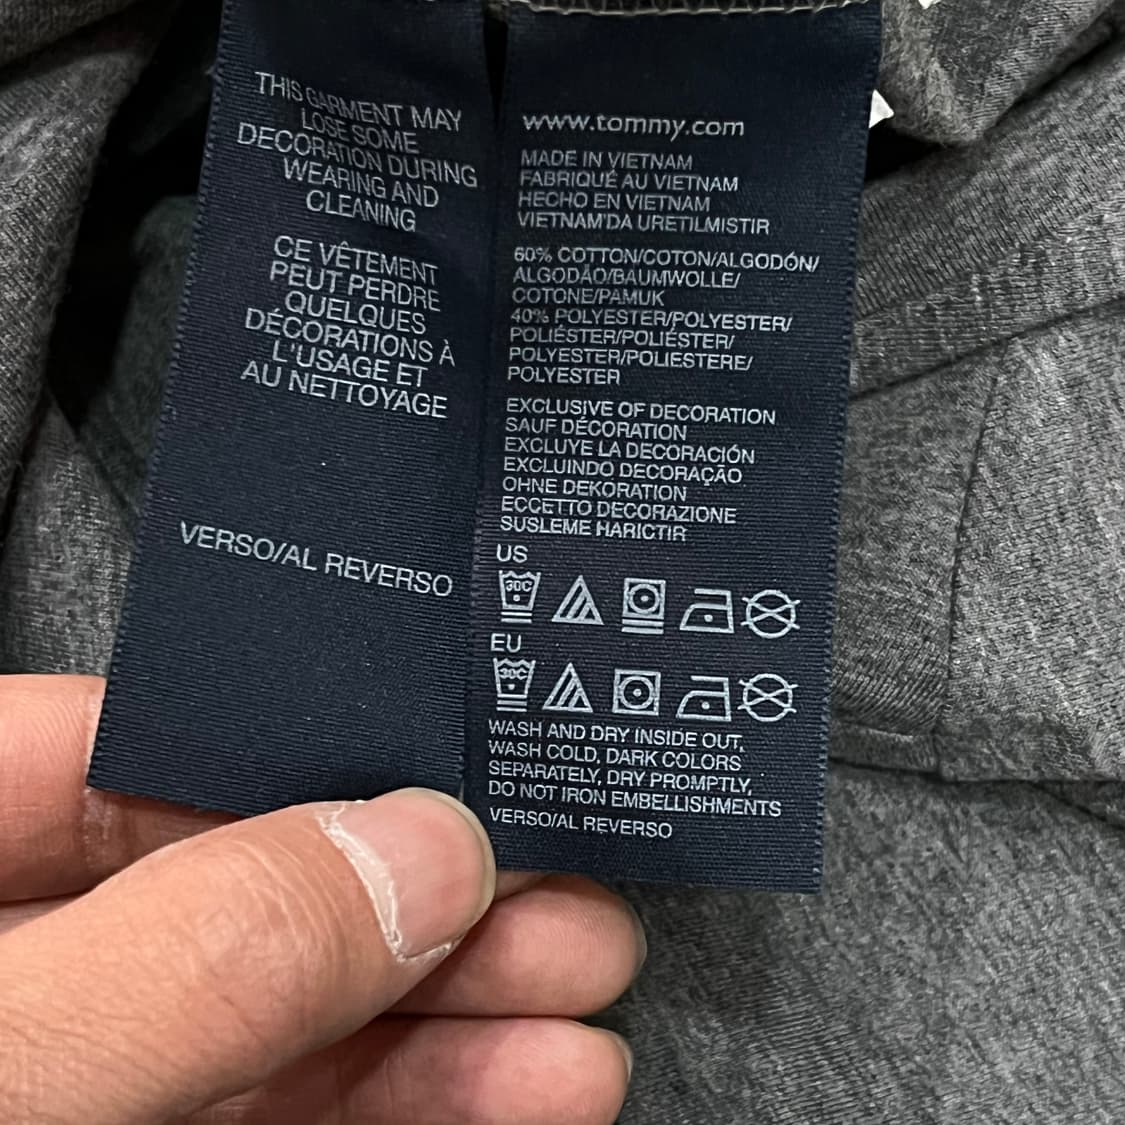 THIS GARMENT MAY
LOSE SOME
DECORATION DURING
WEARING AND
CLEANING
CE VÊTEMENT
PEUT PERDRE
QUELQUES
DÉCORATIONS À
L'USAGE ET
AU NETTOYAGE
VERSO/AL REVERSO
www.tommy.com
MADE IN VIETNAM
FABRIQUÉ AU VIETNAM
HECHO EN VIETNAM
VIETNAM'DA URETILMISTIR
60% COTTON/COTON/ALGODÓN/
ALGODÃO/BAUMWOLLE/
COTONE/PAMUK
40% POLYESTER/POLYESTER/
POLIÉSTER/POLIÉSTER/
POLYESTER/POLIESTERE/
POLYESTER
EXCLUSIVE OF DECORATION
SAUF DÉCORATION
EXCLUYE LA DECORACIÓN
EXCLUINDO DECORAÇÃO
OHNE DEKORATION
ECCETTO DECORAZIONE
SUSLEME HARICTIR
US
30C
EU
30C
WASH AND DRY INSIDE OUT,
WASH COLD, DARK COLORS
SEPARATELY, DRY PROMPTLY,
DO NOT IRON EMBELLISHMENTS
VERSO/AL REVERSO